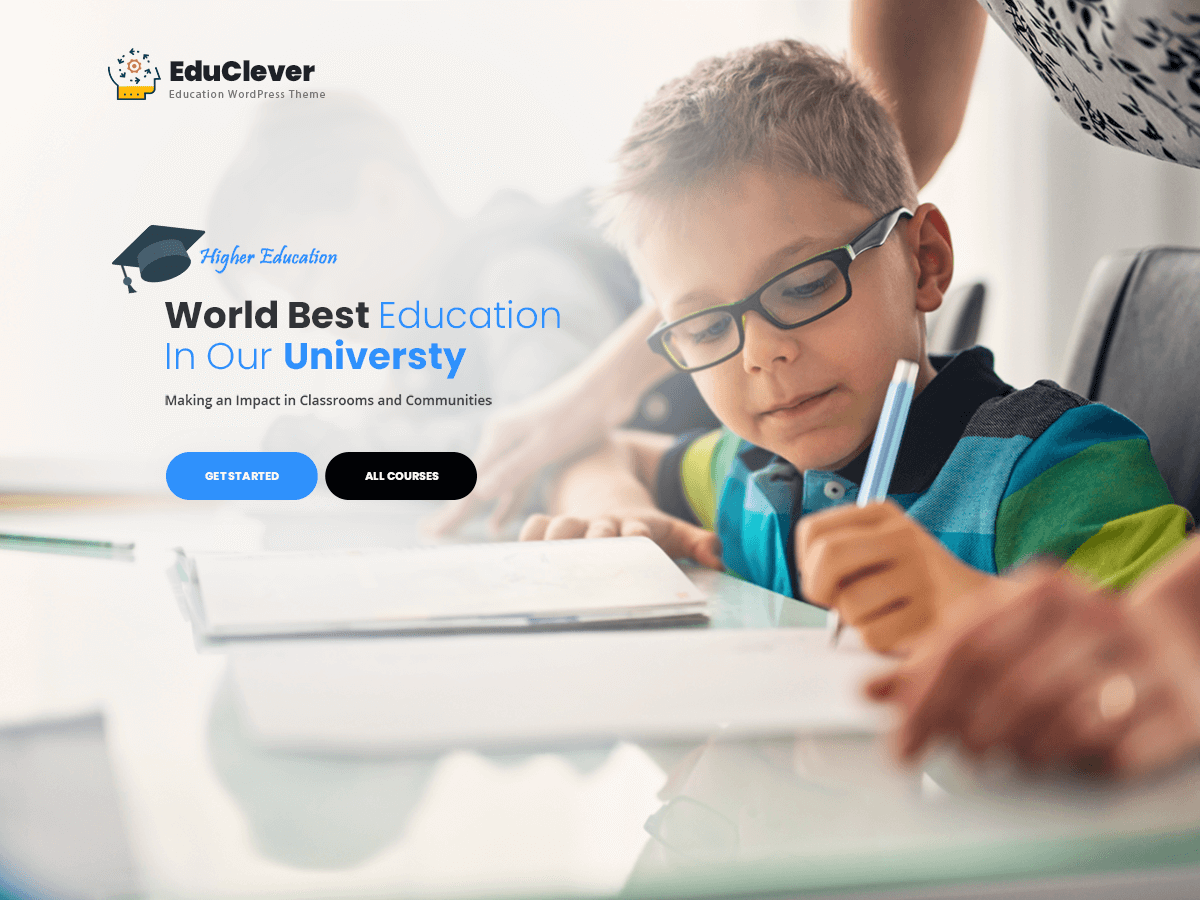 EduClever
Education WordPress Theme
Higher Education
World Best Education
In Our Universty
Making an Impact in Classrooms and Communities
GET STARTED
ALL COURSES